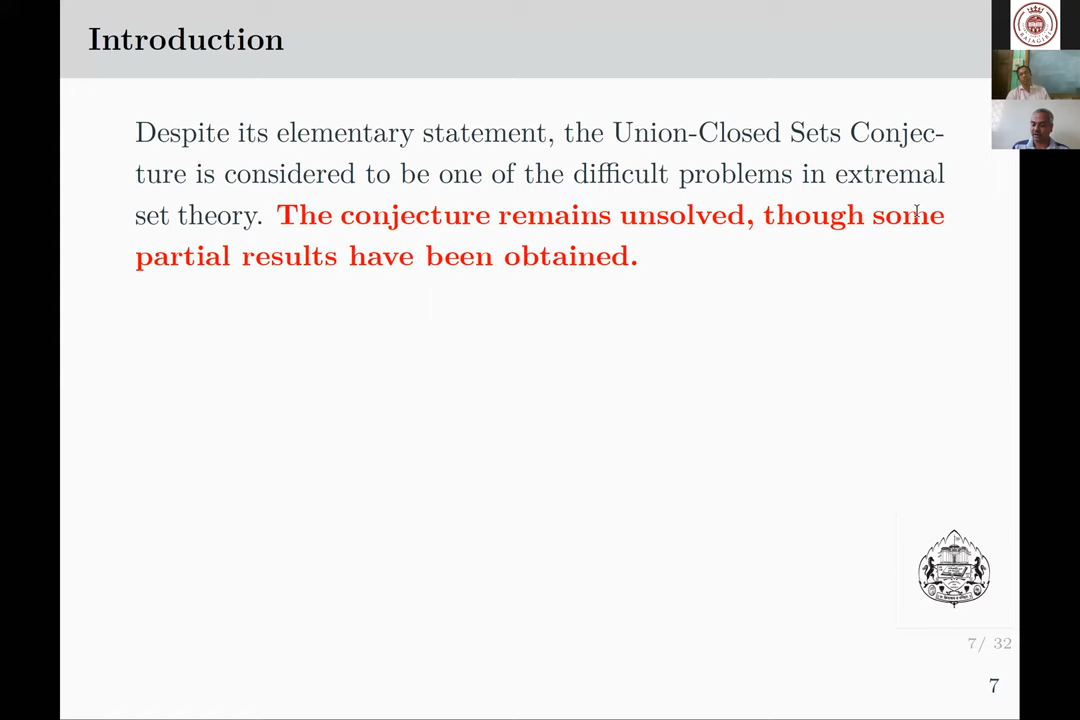 Introduction
Despite its elementary statement, the Union-Closed Sets Conjec-
ture is considered to be one of the difficult problems in extremal
set theory. The conjecture remains unsolved, though some
partial results have been obtained.
RAJAGIRI
7/ 32
7